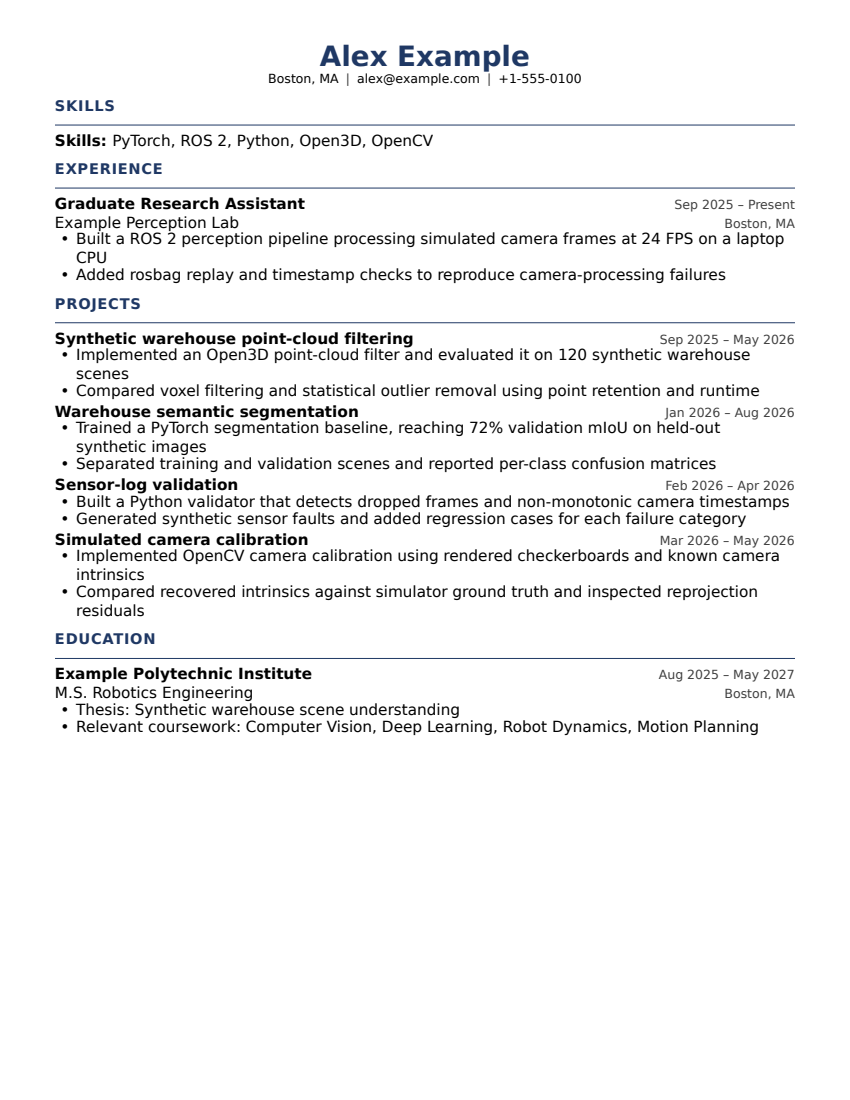 Alex Example
Boston, MA | alex@example.com | +1-555-0100
SKILLS
Skills: PyTorch, ROS 2, Python, Open3D, OpenCV
EXPERIENCE
Graduate Research Assistant Sep 2025 – Present
Example Perception Lab Boston, MA
• Built a ROS 2 perception pipeline processing simulated camera frames at 24 FPS on a laptop
CPU
• Added rosbag replay and timestamp checks to reproduce camera-processing failures
PROJECTS
Synthetic warehouse point-cloud filtering Sep 2025 – May 2026
• Implemented an Open3D point-cloud filter and evaluated it on 120 synthetic warehouse
scenes
• Compared voxel filtering and statistical outlier removal using point retention and runtime
Warehouse semantic segmentation Jan 2026 – Aug 2026
• Trained a PyTorch segmentation baseline, reaching 72% validation mIoU on held-out
synthetic images
• Separated training and validation scenes and reported per-class confusion matrices
Sensor-log validation Feb 2026 – Apr 2026
• Built a Python validator that detects dropped frames and non-monotonic camera timestamps
• Generated synthetic sensor faults and added regression cases for each failure category
Simulated camera calibration Mar 2026 – May 2026
• Implemented OpenCV camera calibration using rendered checkerboards and known camera
intrinsics
• Compared recovered intrinsics against simulator ground truth and inspected reprojection
residuals
EDUCATION
Example Polytechnic Institute Aug 2025 – May 2027
M.S. Robotics Engineering Boston, MA
• Thesis: Synthetic warehouse scene understanding
• Relevant coursework: Computer Vision, Deep Learning, Robot Dynamics, Motion Planning